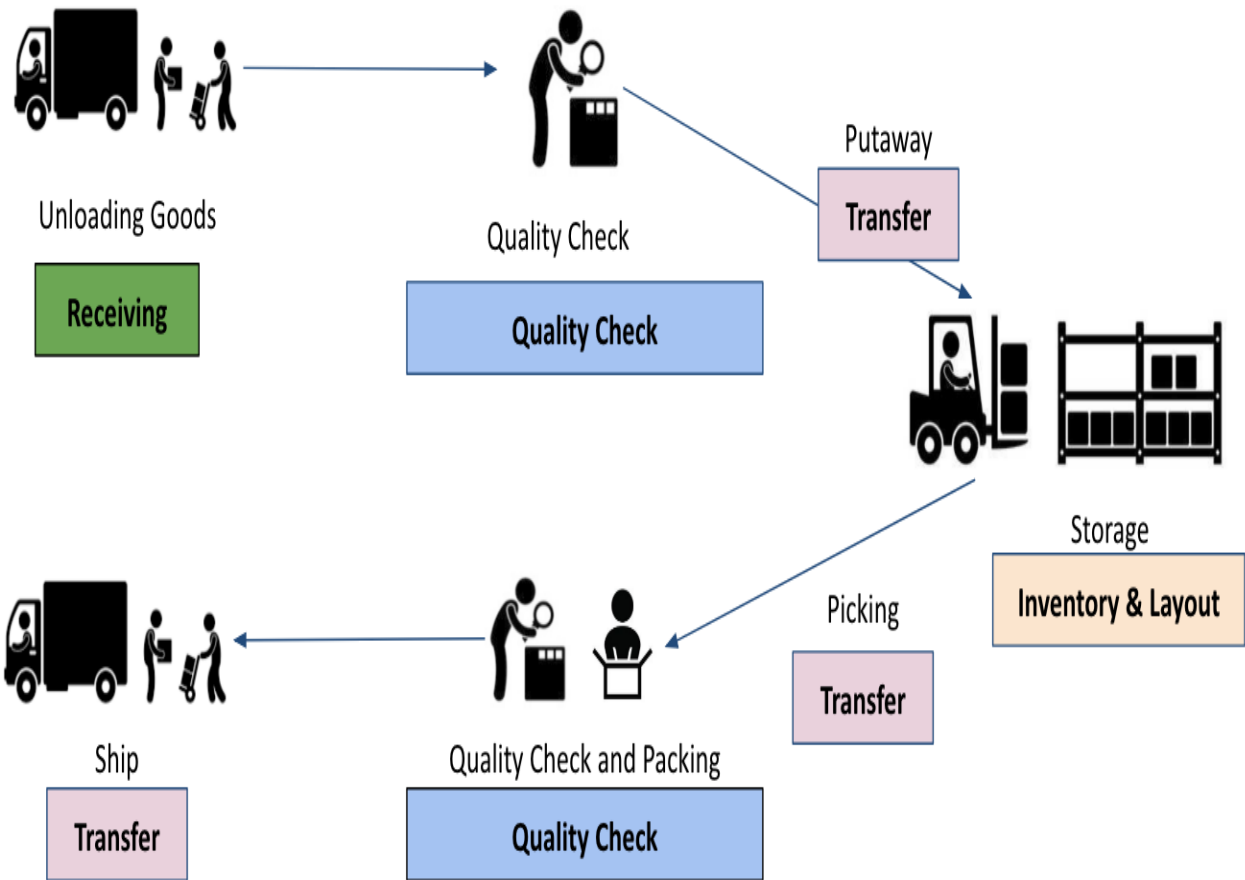 Unloading Goods
Receiving
Quality Check
Quality Check
Putaway
Transfer
Storage
Inventory & Layout
Picking
Transfer
Quality Check and Packing
Quality Check
Ship
Transfer